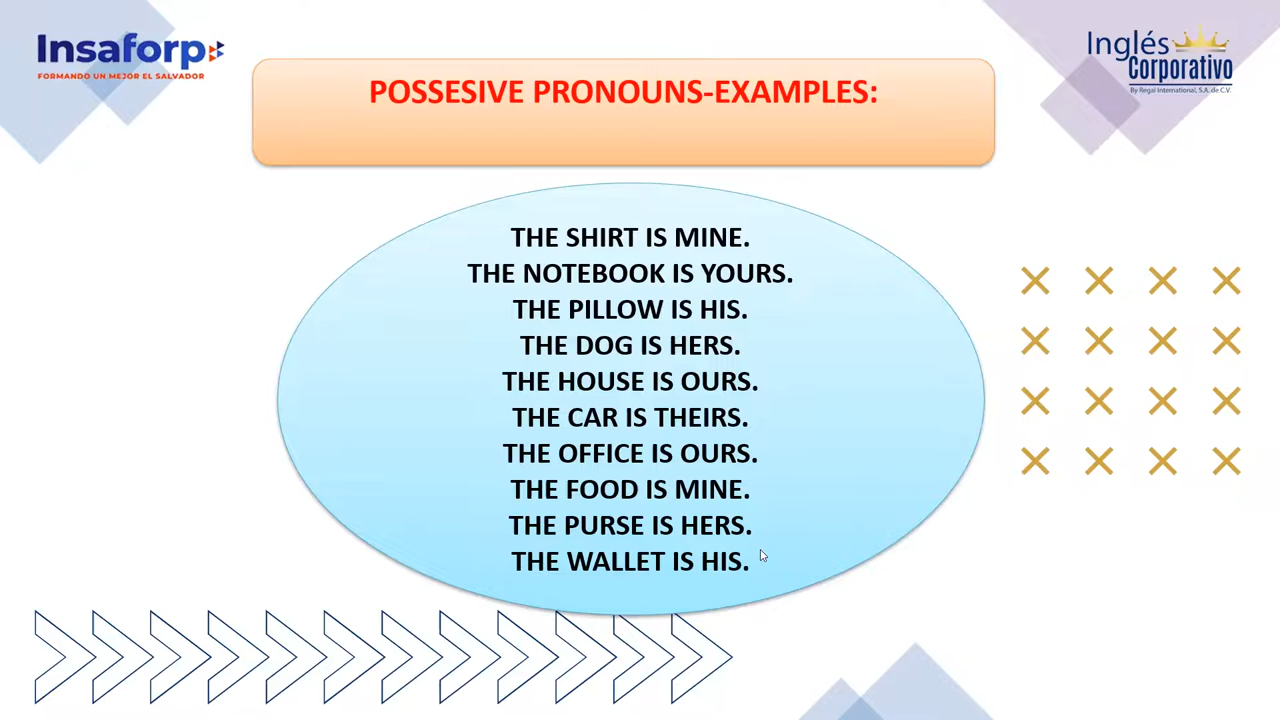 Insaforp
FORMANDO UN MEJOR EL SALVADOR
Inglés
Corporativo
By Regal International, S.A. de C.V.
POSSESIVE PRONOUNS-EXAMPLES:
THE SHIRT IS MINE.
THE NOTEBOOK IS YOURS.
THE PILLOW IS HIS.
THE DOG IS HERS.
THE HOUSE IS OURS.
THE CAR IS THEIRS.
THE OFFICE IS OURS.
THE FOOD IS MINE.
THE PURSE IS HERS.
THE WALLET IS HIS.